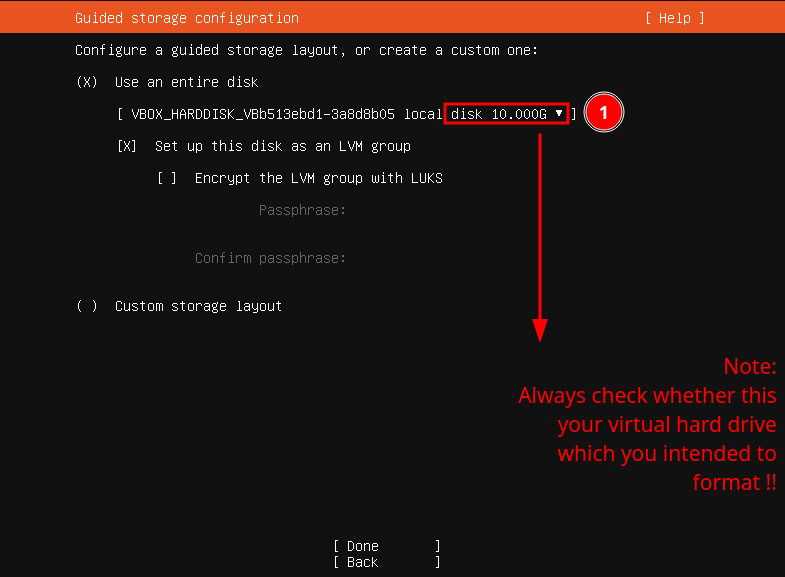 Guided storage configuration [ Help ]
Configure a guided storage layout, or create a custom one:
(X) Use an entire disk
[ VBOX_HARDDISK_VBb513ebd1-3a8d8b05 local disk 10.000G ▼ ] 1
[X] Set up this disk as an LVM group
[ ] Encrypt the LVM group with LUKS
Passphrase:
Confirm passphrase:
( ) Custom storage layout
Note:
Always check whether this
your virtual hard drive
which you intended to
format !!
[ Done ]
[ Back ]